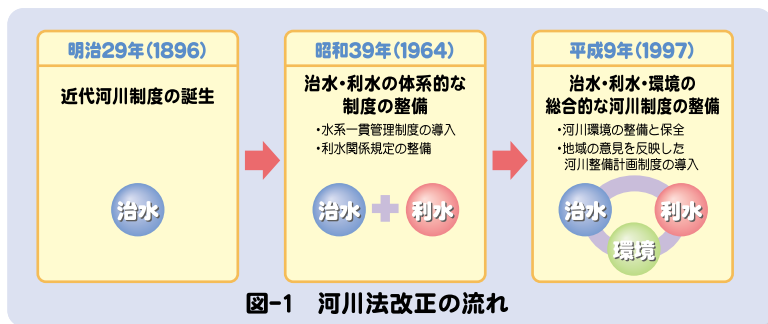 明治29年(1896)
近代河川制度の誕生
治水
昭和39年(1964)
治水・利水の体系的な
制度の整備
・水系一貫管理制度の導入
・利水関係規定の整備
治水
利水
平成9年(1997)
治水・利水・環境の
総合的な河川制度の整備
・河川環境の整備と保全
・地域の意見を反映した
河川整備計画制度の導入
治水
利水
環境
図-1 河川法改正の流れ